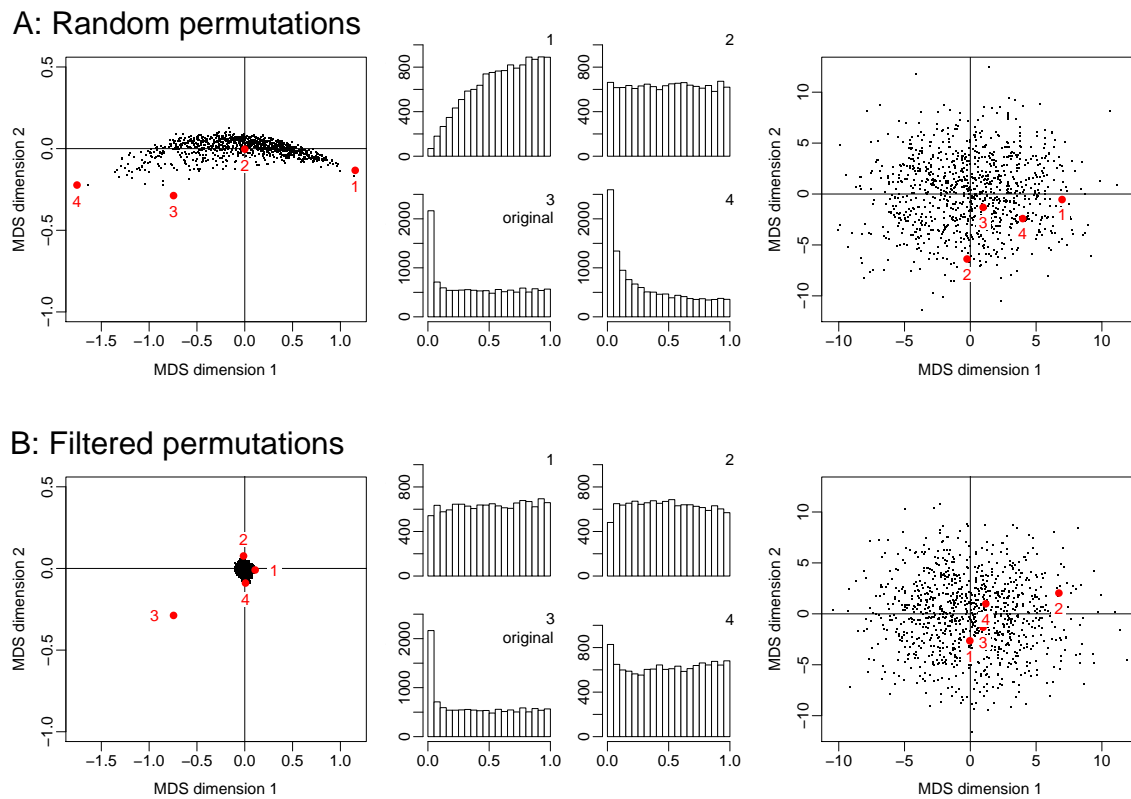 A: Random permutations
MDS dimension 2
0.5
0.0
−0.5
−1.0
−1.5 −1.0 −0.5 0.0 0.5 1.0
MDS dimension 1
1
2
3
4
1
0 400 800
2
0 400 800
3
original
0 1000 2000
0.0 0.5 1.0
4
0 1000 2000
0.0 0.5 1.0
MDS dimension 2
10
5
0
−5
−10
−10 −5 0 5 10
MDS dimension 1
1
2
3
4
B: Filtered permutations
MDS dimension 2
0.5
0.0
−0.5
−1.0
−1.5 −1.0 −0.5 0.0 0.5 1.0
MDS dimension 1
2
1
4
3
1
0 400 800
2
0 400 800
3
original
0 1000 2000
0.0 0.5 1.0
4
0 400 800
0.0 0.5 1.0
MDS dimension 2
10
5
0
−5
−10
−10 −5 0 5 10
MDS dimension 1
2
4
3
1